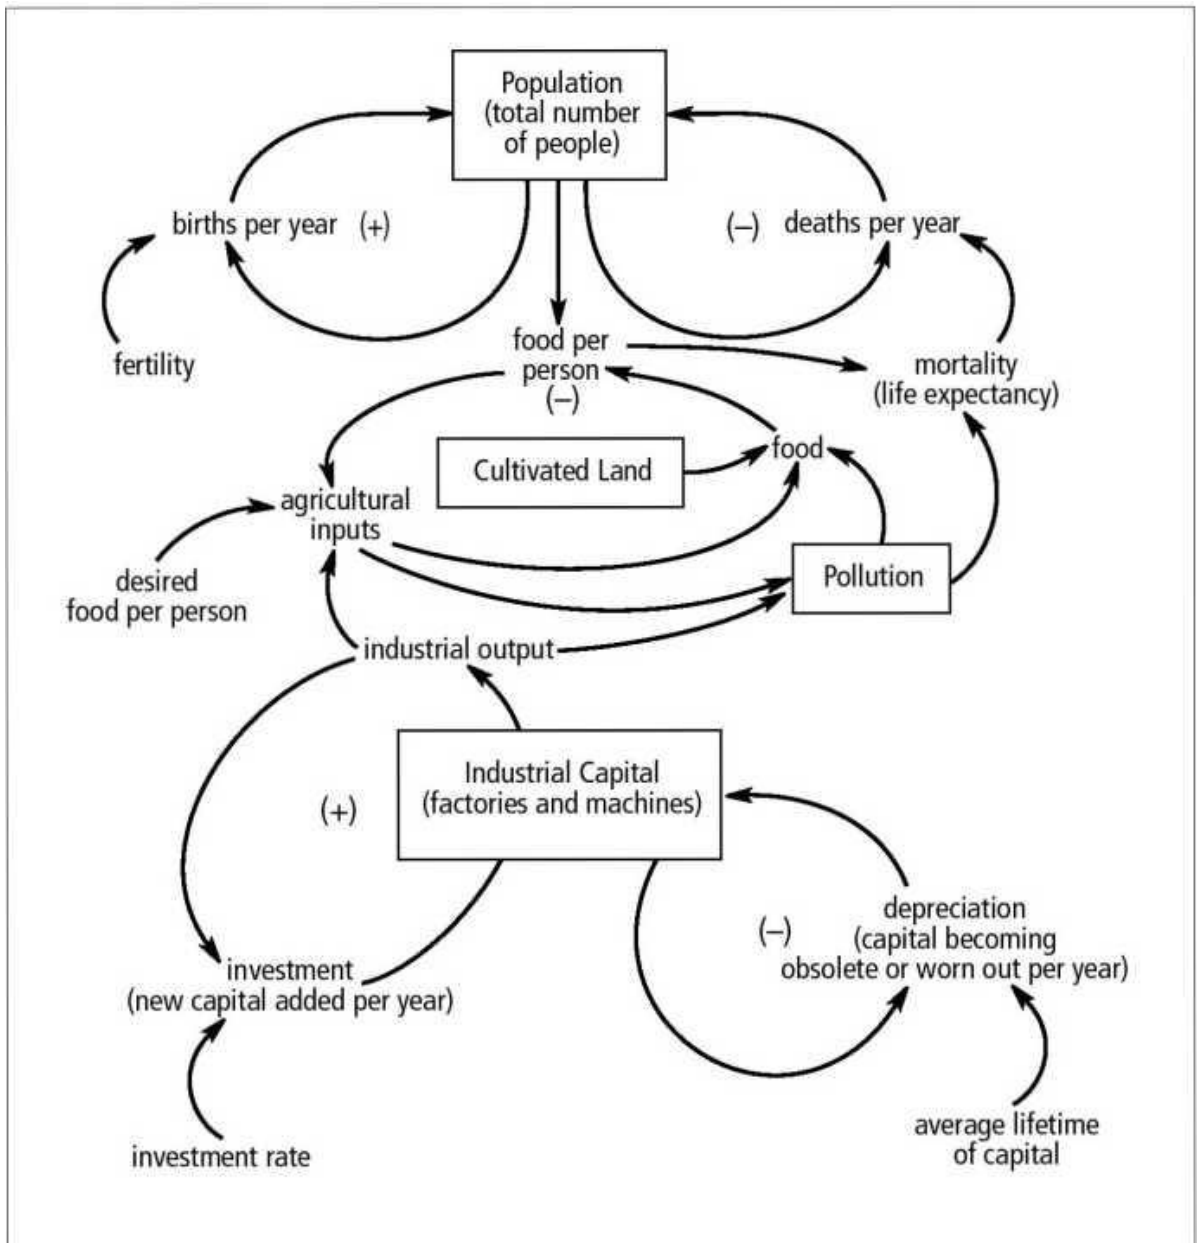 Population
(total number
of people)
births per year (+)
(–) deaths per year
fertility
food per
person
(–)
mortality
(life expectancy)
food
Cultivated Land
agricultural
inputs
desired
food per person
Pollution
industrial output
Industrial Capital
(factories and machines)
(+)
depreciation
(capital becoming
obsolete or worn out per year)
(–)
investment
(new capital added per year)
average lifetime
of capital
investment rate